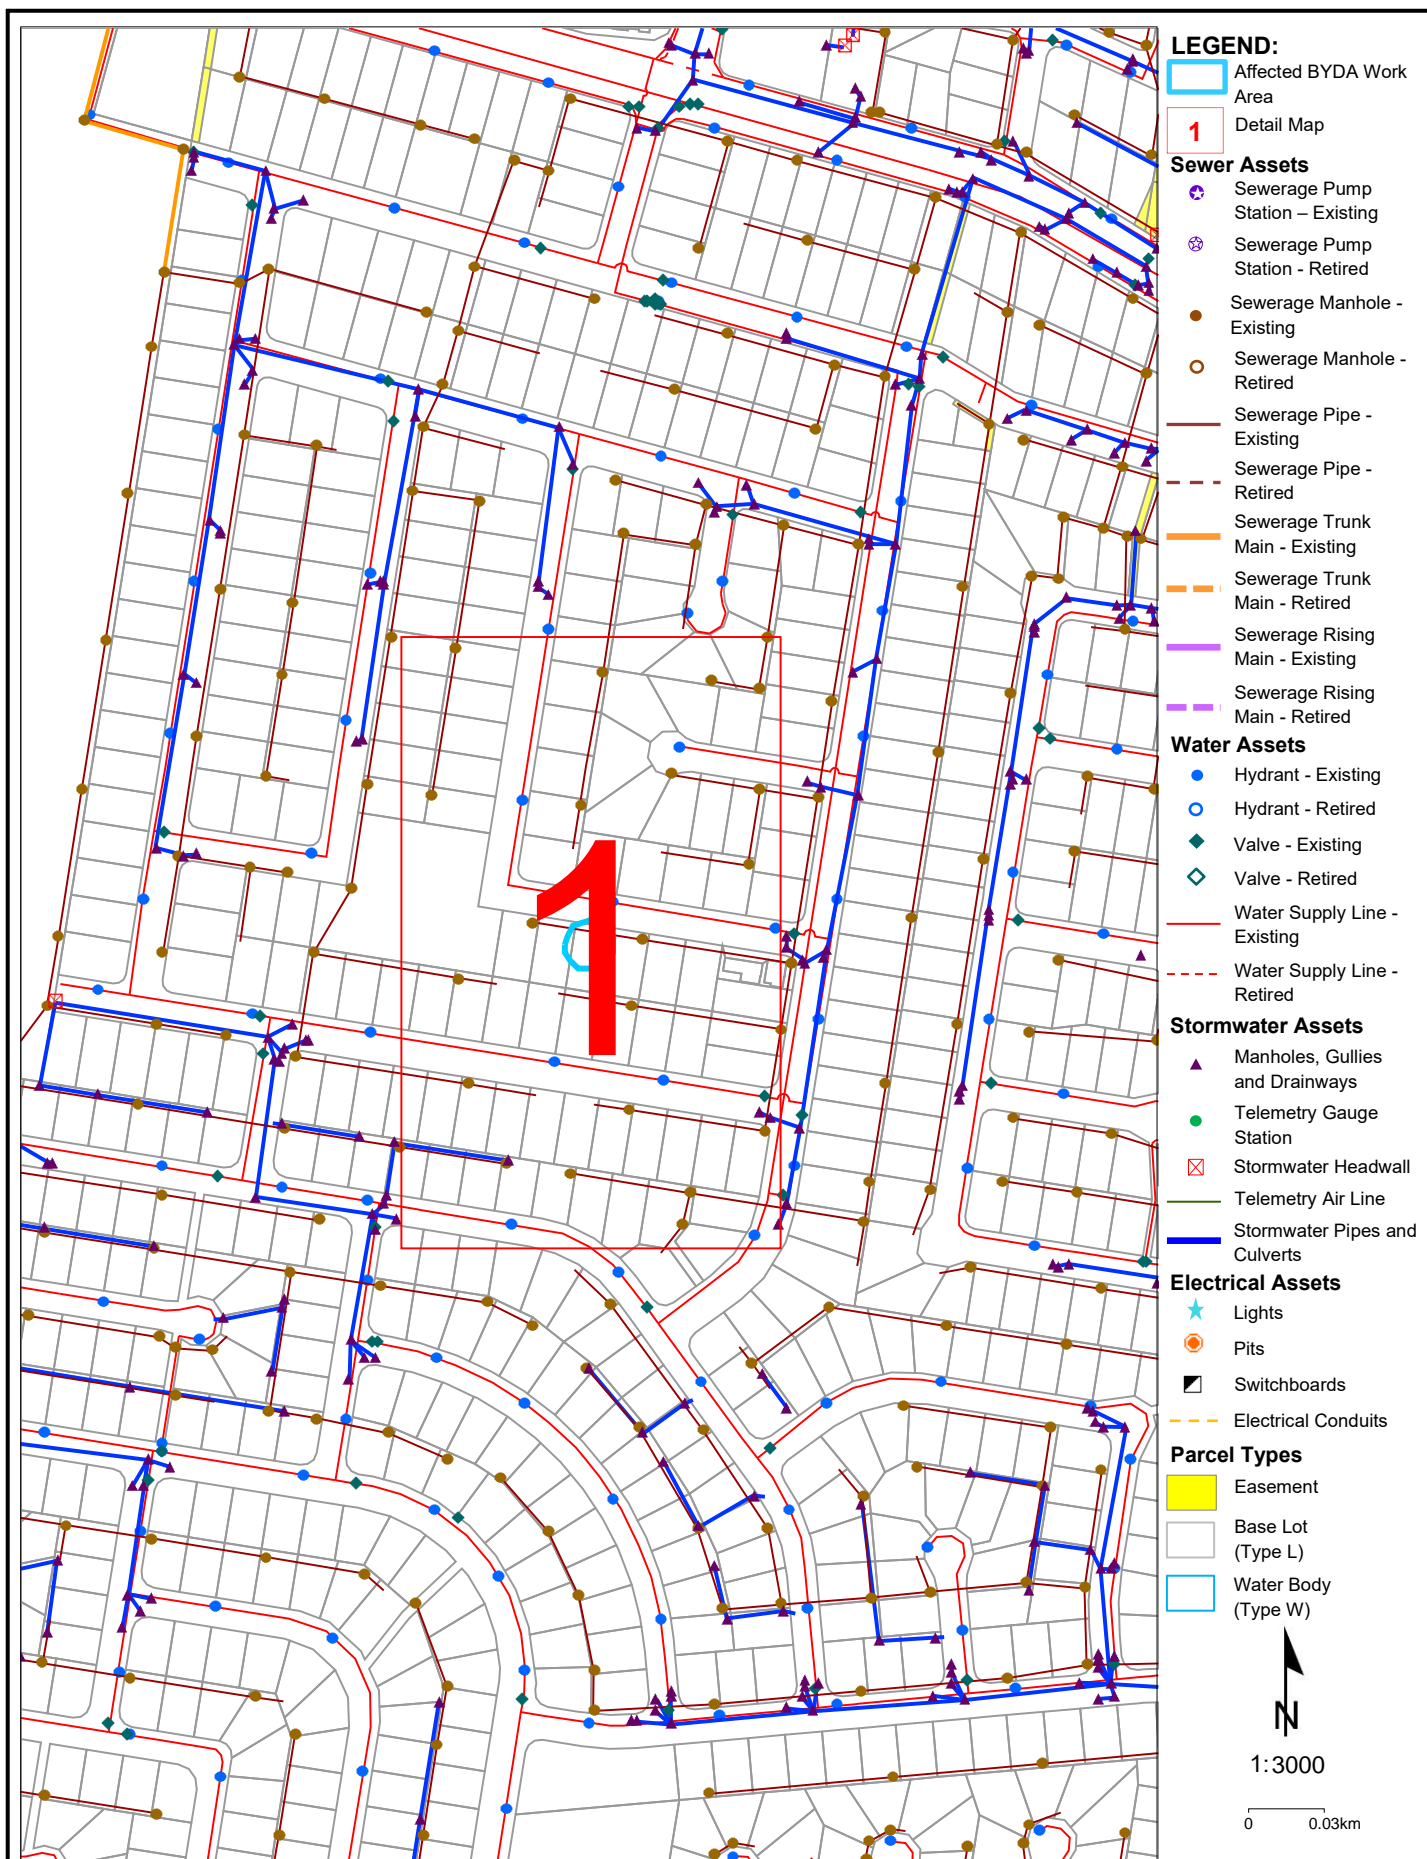 LEGEND:
Affected BYDA Work
Area
1
Detail Map
Sewer Assets
Sewerage Pump
Station – Existing
Sewerage Pump
Station - Retired
Sewerage Manhole -
Existing
Sewerage Manhole -
Retired
Sewerage Pipe -
Existing
Sewerage Pipe -
Retired
Sewerage Trunk
Main - Existing
Sewerage Trunk
Main - Retired
Sewerage Rising
Main - Existing
Sewerage Rising
Main - Retired
Water Assets
Hydrant - Existing
Hydrant - Retired
Valve - Existing
Valve - Retired
Water Supply Line -
Existing
Water Supply Line -
Retired
Stormwater Assets
Manholes, Gullies
and Drainways
Telemetry Gauge
Station
Stormwater Headwall
Telemetry Air Line
Stormwater Pipes and
Culverts
Electrical Assets
Lights
Pits
Switchboards
Electrical Conduits
Parcel Types
Easement
Base Lot
(Type L)
Water Body
(Type W)
N
1:3000
0 0.03km
1